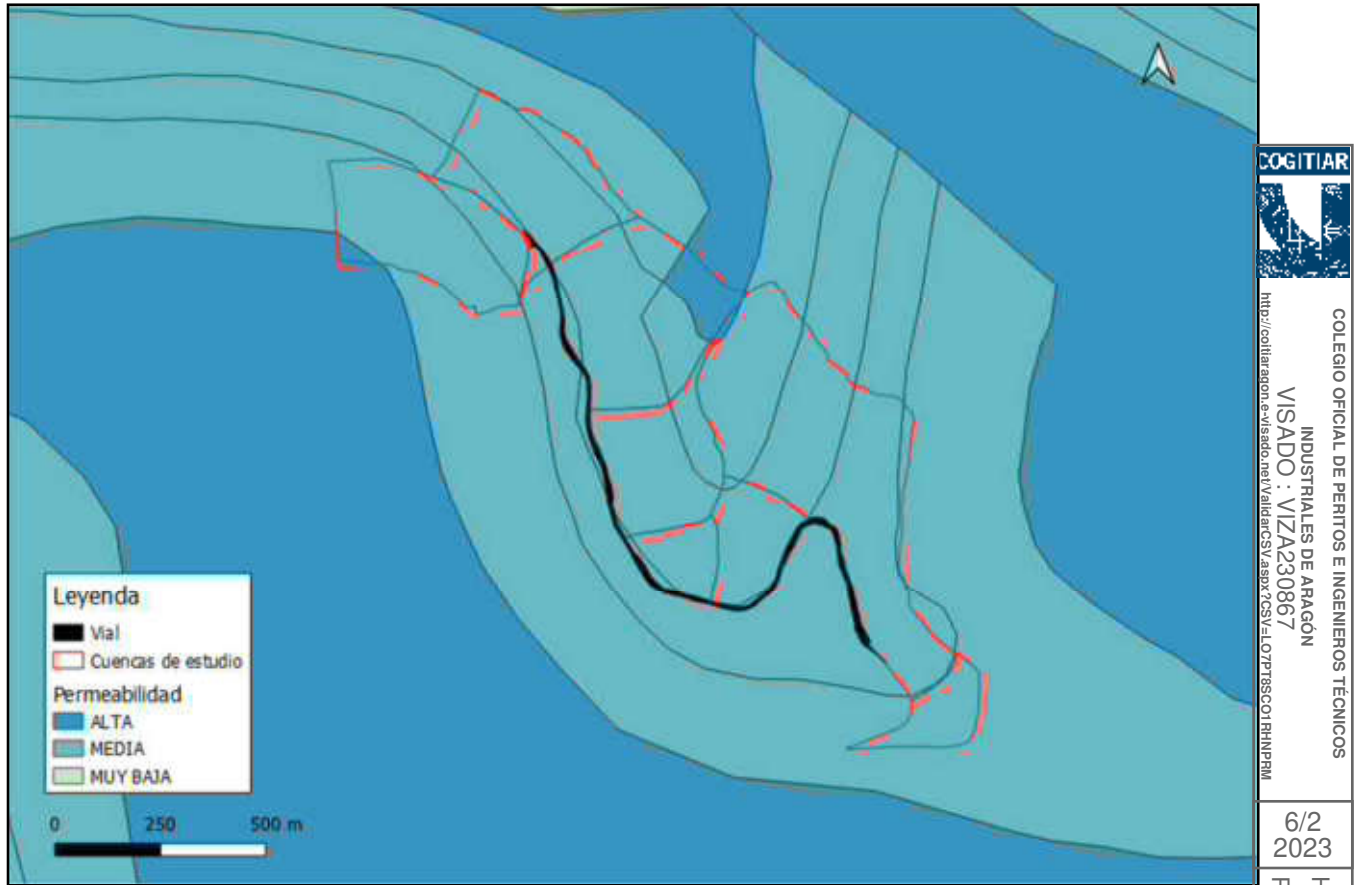 Leyenda
Vial
Cuencas de estudio
Permeabilidad
ALTA
MEDIA
MUY BAJA
0 250 500 m
COGITIAR
COLEGIO OFICIAL DE PERITOS E INGENIEROS TÉCNICOS
INDUSTRIALES DE ARAGÓN
VISADO : VIZA230867
http://coitiaragon.e-visado.net/ValidarCSV.aspx?CSV=LO7PT8SCO1RHNPRM
6/2
2023